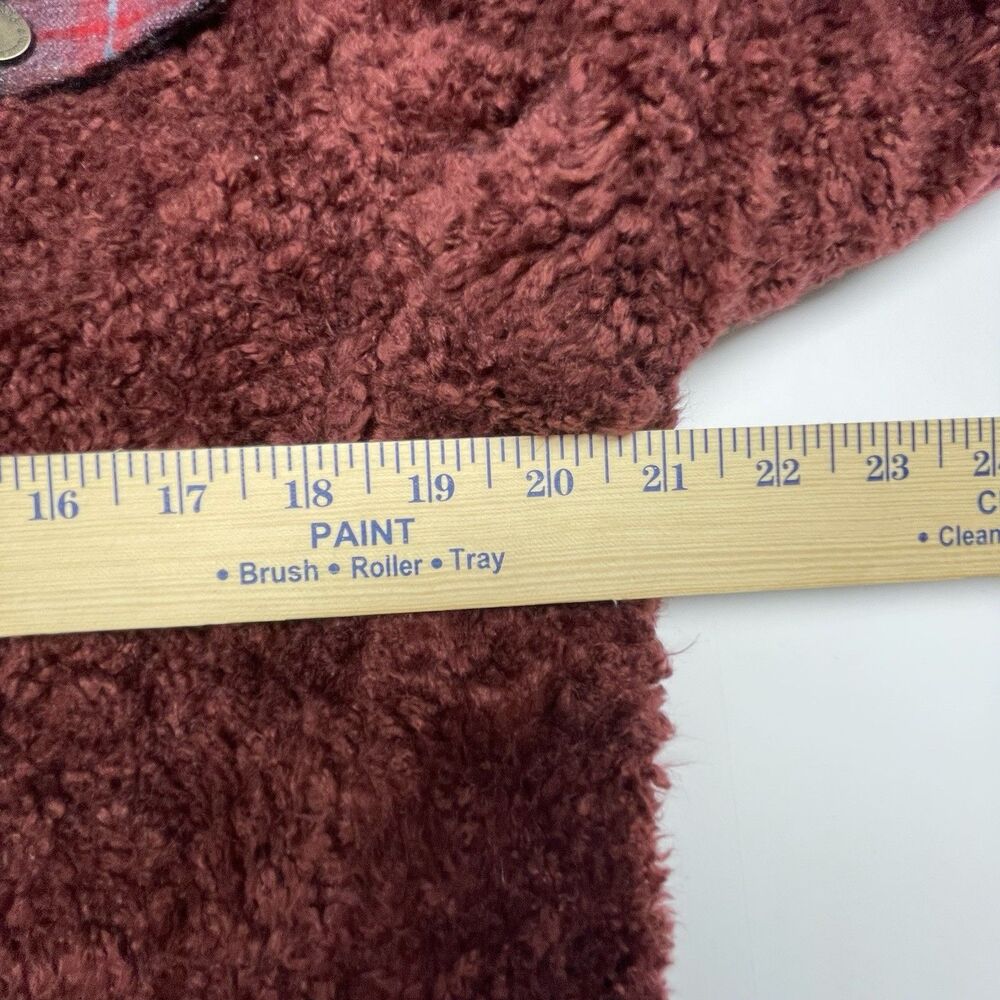 16 17 18 19 20 21 22 23
PAINT
• Brush • Roller • Tray
• Clean